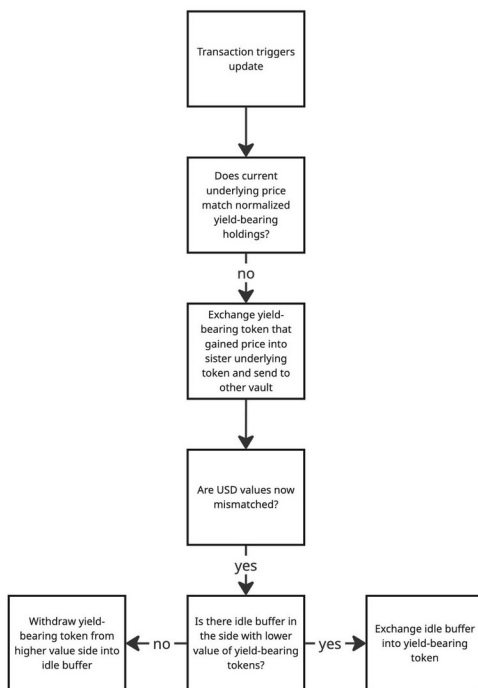 Transaction triggers
update
Does current
underlying price
match normalized
yield-bearing
holdings?
no
Exchange yield-
bearing token that
gained price into
sister underlying
token and send to
other vault
Are USD values now
mismatched?
yes
Withdraw yield-
bearing token from
higher value side into
idle buffer
no
Is there idle buffer in
the side with lower
value of yield-bearing
tokens?
yes
Exchange idle buffer
into yield-bearing
token